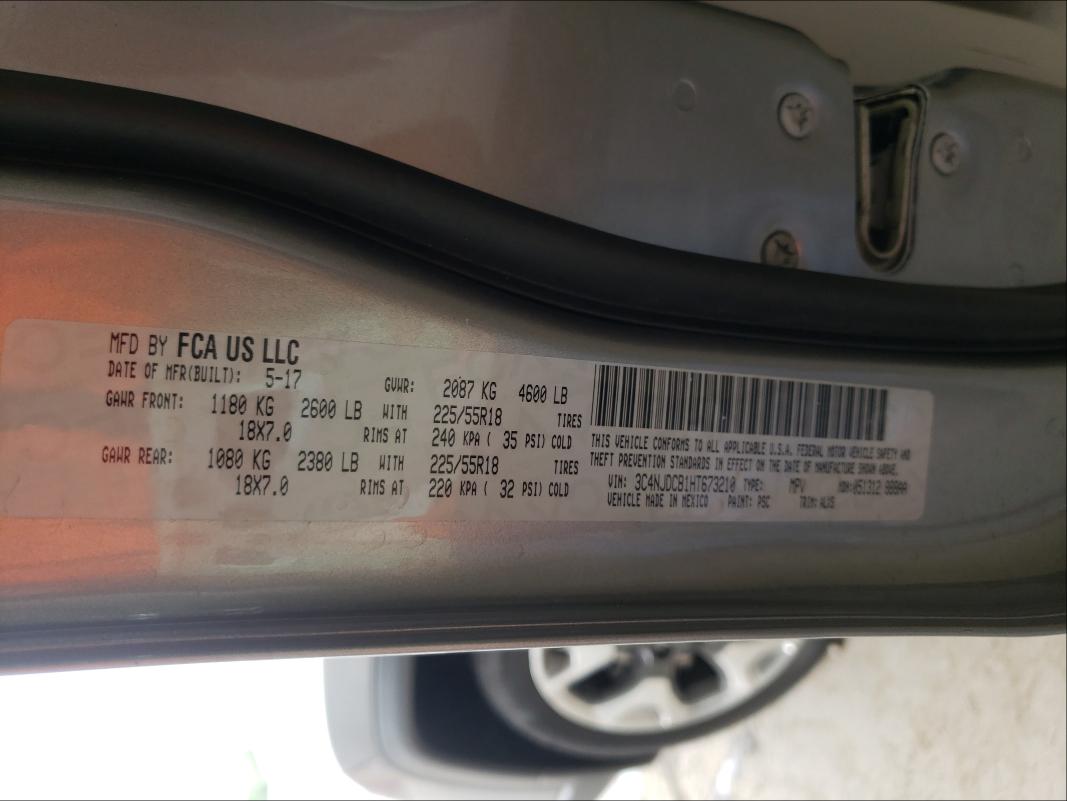 MFD BY FCA US LLC
DATE OF MFR(BUILT): 5-17
GVWR: 2087 KG 4600 LB
GAWR FRONT: 1180 KG 2600 LB WITH 225/55R18 TIRES
18X7.0 RIMS AT 240 KPA ( 35 PSI) COLD
GAWR REAR: 1080 KG 2380 LB WITH 225/55R18 TIRES
18X7.0 RIMS AT 220 KPA ( 32 PSI) COLD
THIS VEHICLE CONFORMS TO ALL APPLICABLE U.S.A. FEDERAL MOTOR VEHICLE SAFETY AND
THEFT PREVENTION STANDARDS IN EFFECT ON THE DATE OF MANUFACTURE SHOWN ABOVE.
VIN: 3C4NJDCB1HT673210 TYPE: MPV MDH: 051312
VEHICLE MADE IN MEXICO PAINT: PSC TRIM: